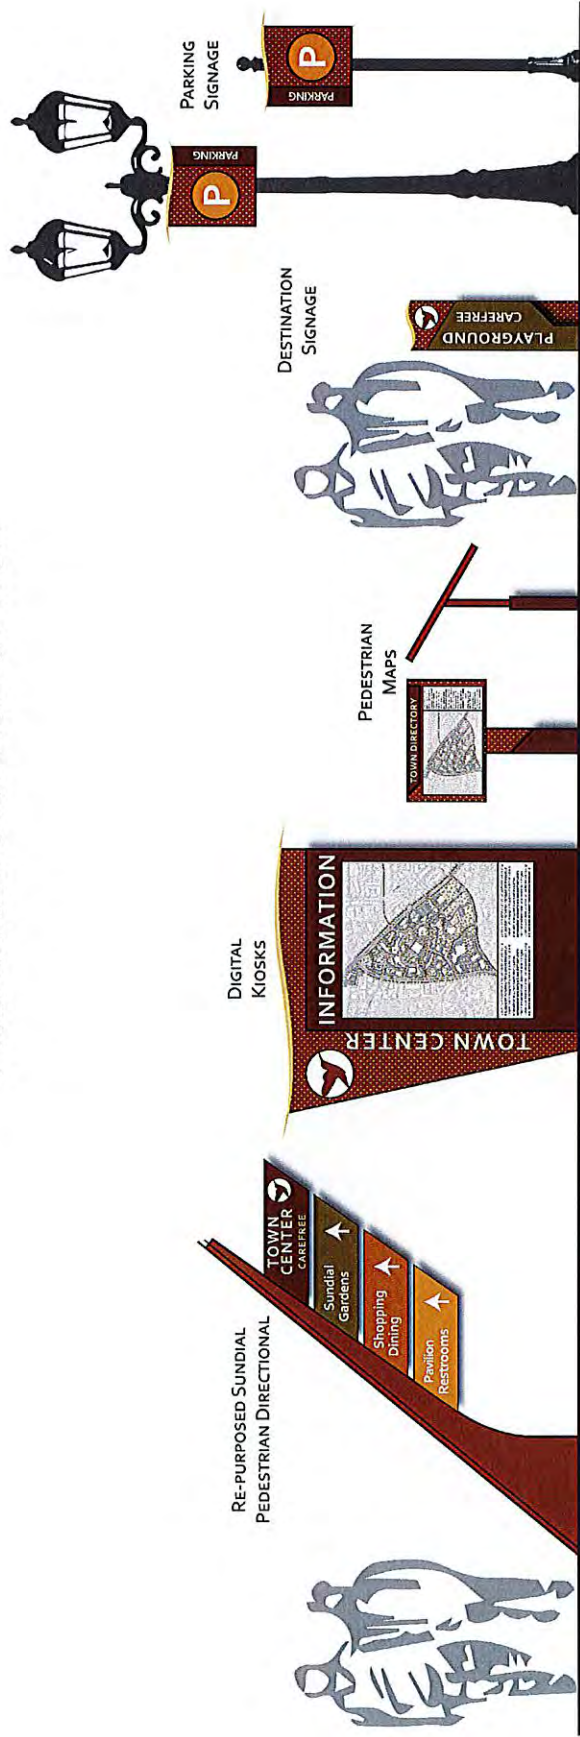 RE-PURPOSED SUNDIAL
PEDESTRIAN DIRECTIONAL
TOWN
CENTER
CAREFREE
Sundial
Gardens
Shopping
Dining
Pavilion
Restrooms
DIGITAL
KIOSKS
TOWN CENTER
INFORMATION
PEDESTRIAN
MAPS
TOWN DIRECTORY
DESTINATION
SIGNAGE
PLAYGROUND
CAREFREE
PARKING
SIGNAGE
P
PARKING
P
PARKING